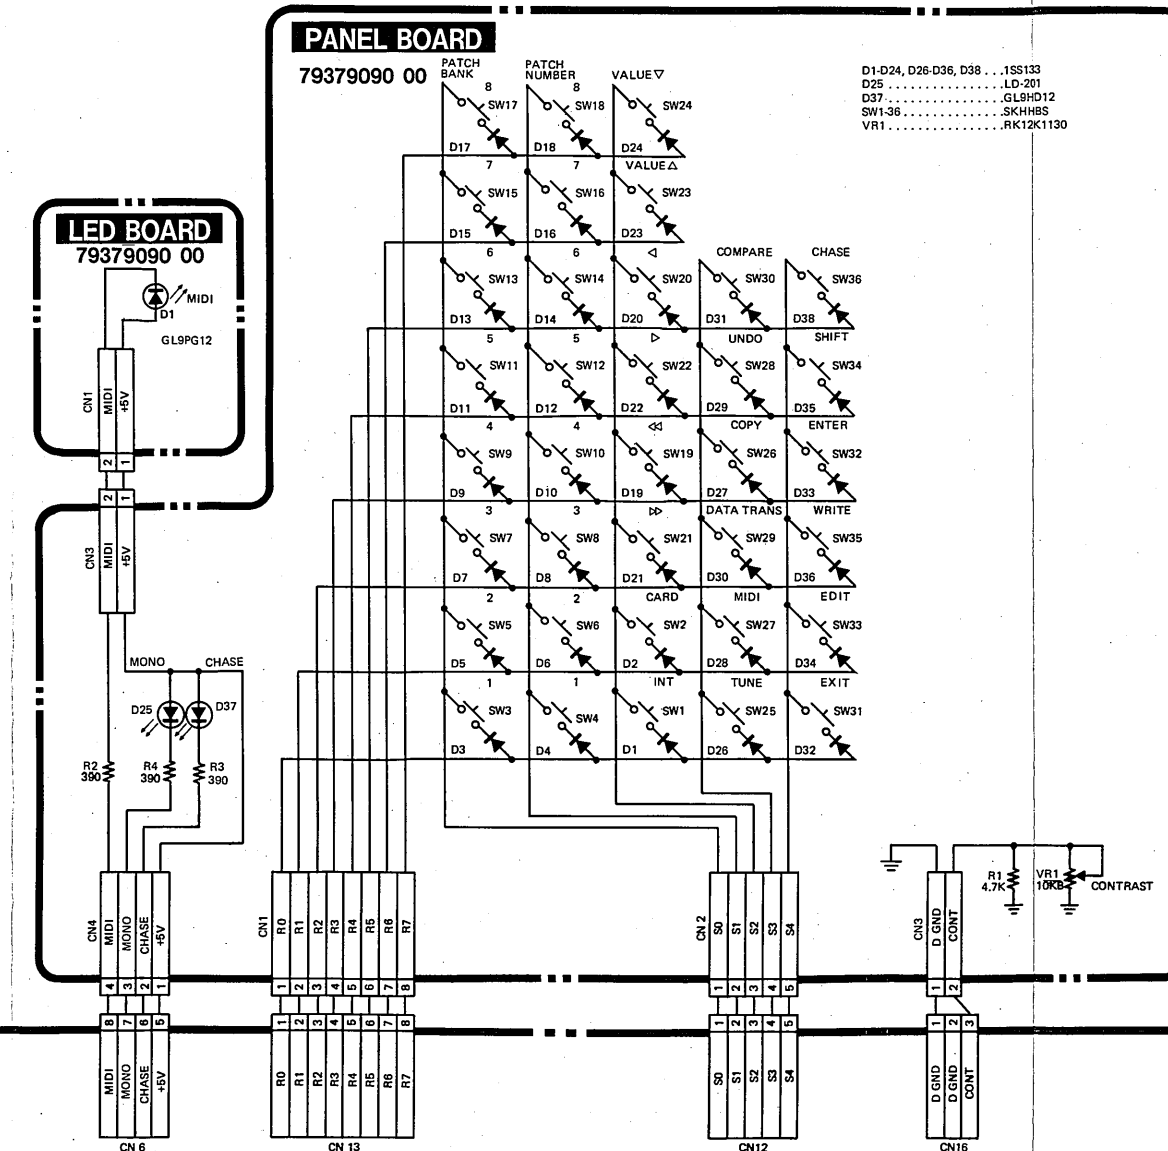 PANEL BOARD
79379090 00
D1-D24, D26-D36, D38 ...1SS133
D25 .................LD-201
D37 .................GL9HD12
SW1-36 ..............SKHHBS
VR1 .................RK12K1130
PATCH BANK
PATCH NUMBER
VALUE▽
8 8
SW17 SW18 SW24
D17 D18 D24
7 7 VALUE△
SW15 SW16 SW23
D15 D16 D23
6 6 ◁ COMPARE CHASE
SW13 SW14 SW20 SW30 SW36
D13 D14 D20 D31 D38
5 5 ▷ UNDO SHIFT
SW11 SW12 SW22 SW28 SW34
D11 D12 D22 D29 D35
4 4 ◁◁ COPY ENTER
SW9 SW10 SW19 SW26 SW32
D9 D10 D19 D27 D33
3 3 ▷▷ DATA TRANS WRITE
SW7 SW8 SW21 SW29 SW35
D7 D8 D21 D30 D36
2 2 CARD MIDI EDIT
SW5 SW6 SW2 SW27 SW33
D5 D6 D2 D28 D34
1 1 INT TUNE EXIT
SW3 SW4 SW1 SW25 SW31
D3 D4 D1 D26 D32
LED BOARD
79379090 00
MIDI
D1
GL9PG12
CN1
MIDI +5V
2 1
2 1
CN3
MIDI +5V
MONO CHASE
D25 D37
R2 390
R4 390
R3 390
CN4
MIDI MONO CHASE +5V
4 3 2 1
8 7 6 5
MIDI MONO CHASE +5V
CN 6
CN1
R0 R1 R2 R3 R4 R5 R6 R7
1 2 3 4 5 6 7 8
1 2 3 4 5 6 7 8
R0 R1 R2 R3 R4 R5 R6 R7
CN 13
CN 2
S0 S1 S2 S3 S4
1 2 3 4 5
1 2 3 4 5
S0 S1 S2 S3 S4
CN12
R1 4.7K
VR1 10KB
CONTRAST
CN3
D GND CONT
1 2
1 2 3
D GND D GND CONT
CN16